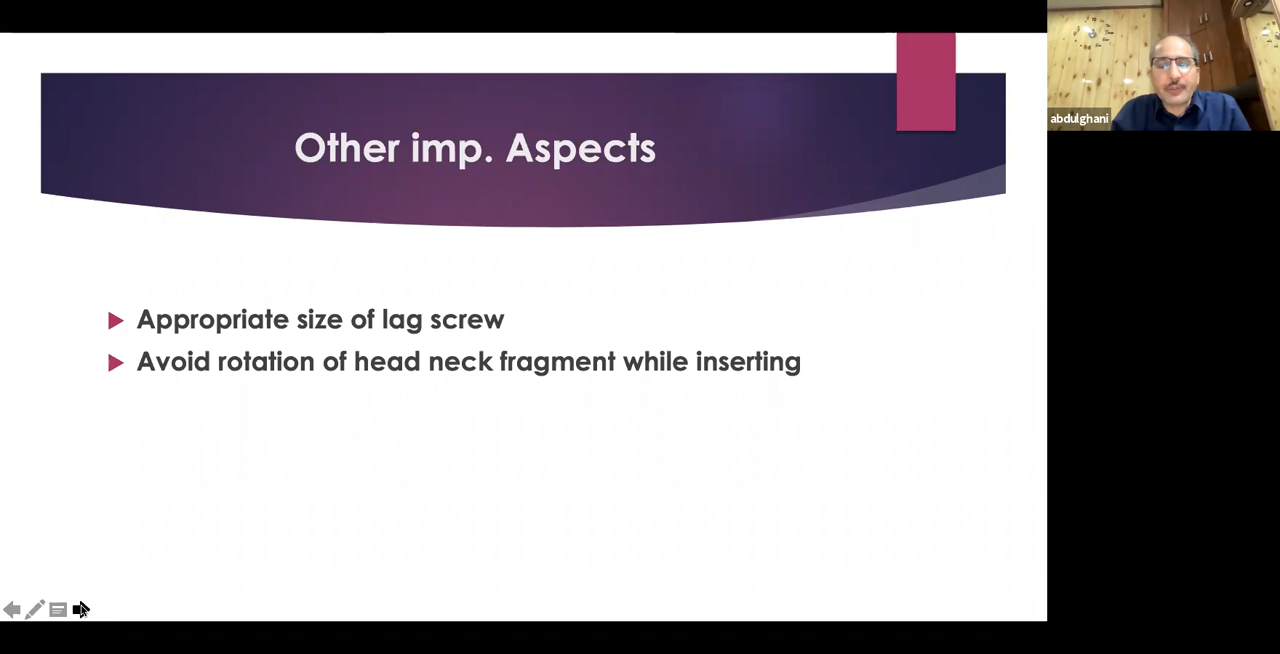 Other imp. Aspects
abdulghani
Appropriate size of lag screw
Avoid rotation of head neck fragment while inserting